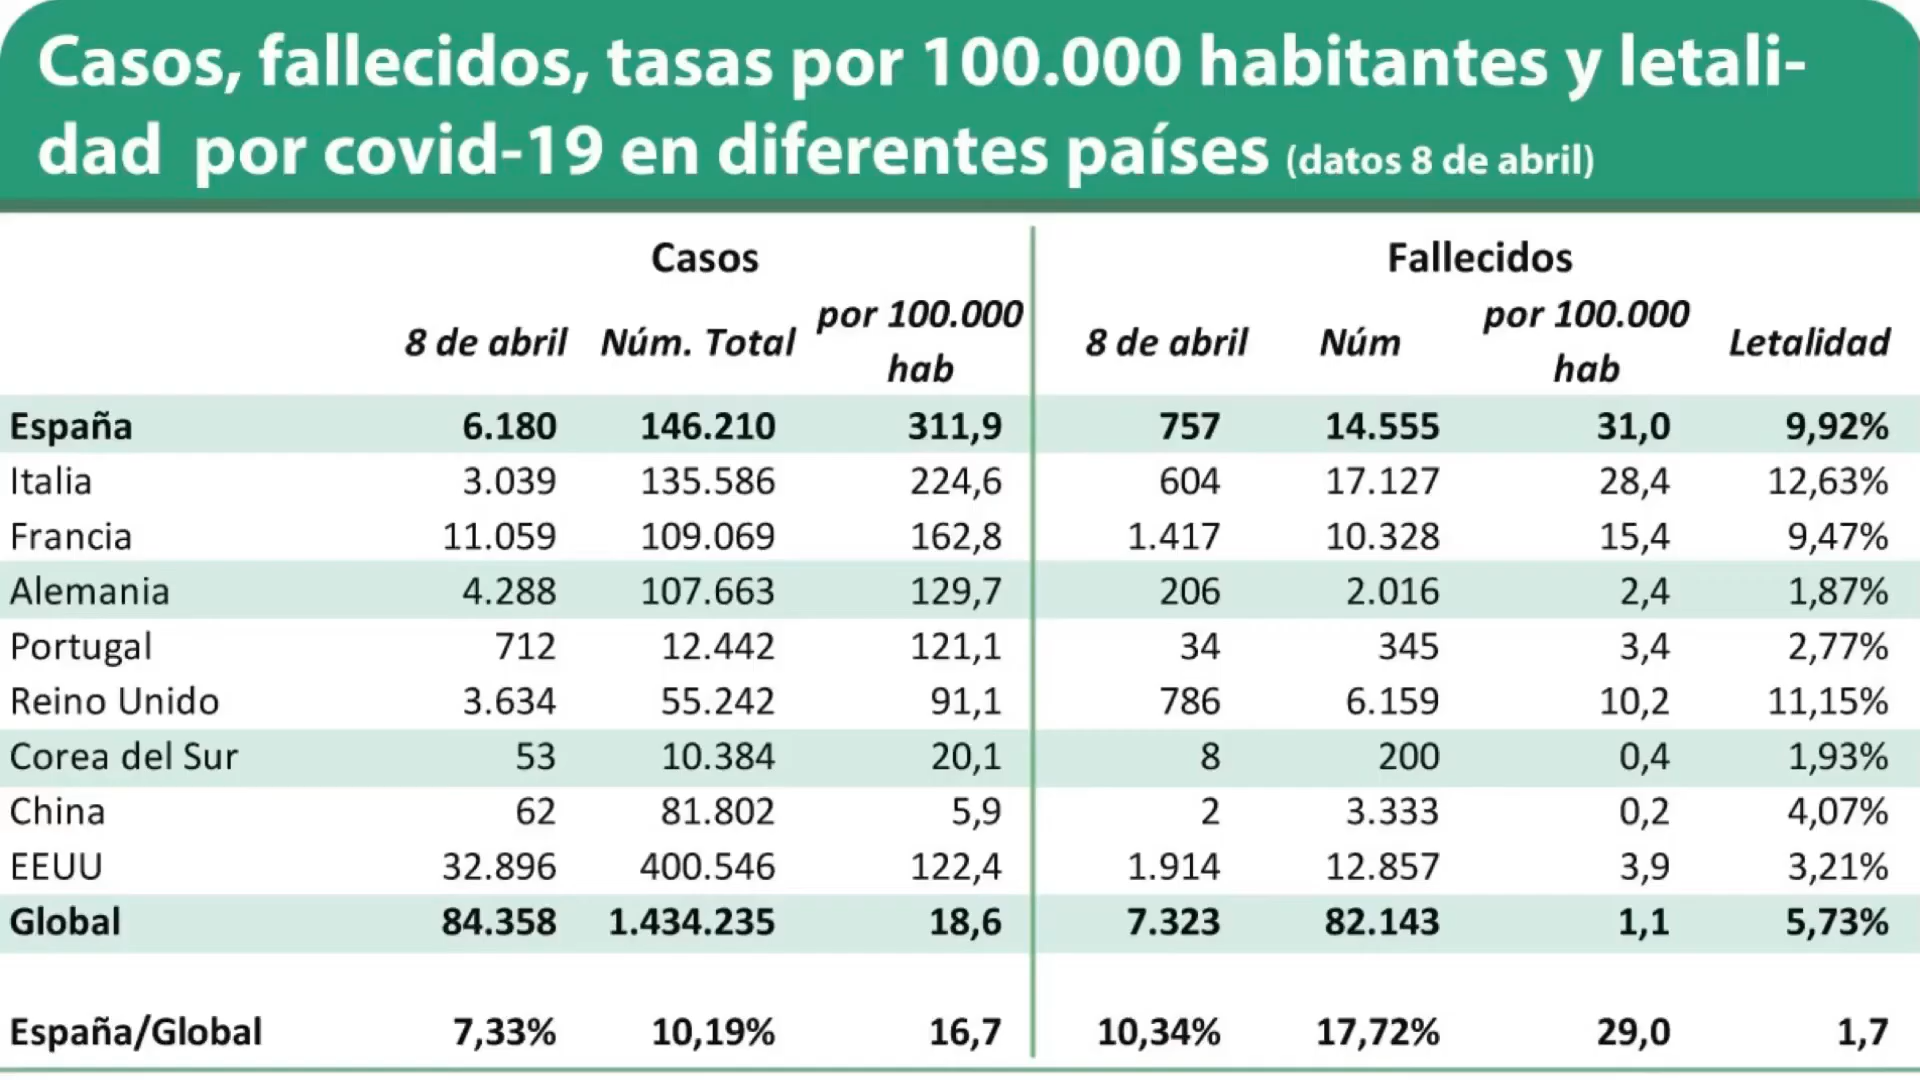 Casos, fallecidos, tasas por 100.000 habitantes y letali-
dad por covid-19 en diferentes países (datos 8 de abril)
Casos Fallecidos
8 de abril Núm. Total por 100.000 hab 8 de abril Núm por 100.000 hab Letalidad
España 6.180 146.210 311,9 757 14.555 31,0 9,92%
Italia 3.039 135.586 224,6 604 17.127 28,4 12,63%
Francia 11.059 109.069 162,8 1.417 10.328 15,4 9,47%
Alemania 4.288 107.663 129,7 206 2.016 2,4 1,87%
Portugal 712 12.442 121,1 34 345 3,4 2,77%
Reino Unido 3.634 55.242 91,1 786 6.159 10,2 11,15%
Corea del Sur 53 10.384 20,1 8 200 0,4 1,93%
China 62 81.802 5,9 2 3.333 0,2 4,07%
EEUU 32.896 400.546 122,4 1.914 12.857 3,9 3,21%
Global 84.358 1.434.235 18,6 7.323 82.143 1,1 5,73%
España/Global 7,33% 10,19% 16,7 10,34% 17,72% 29,0 1,7